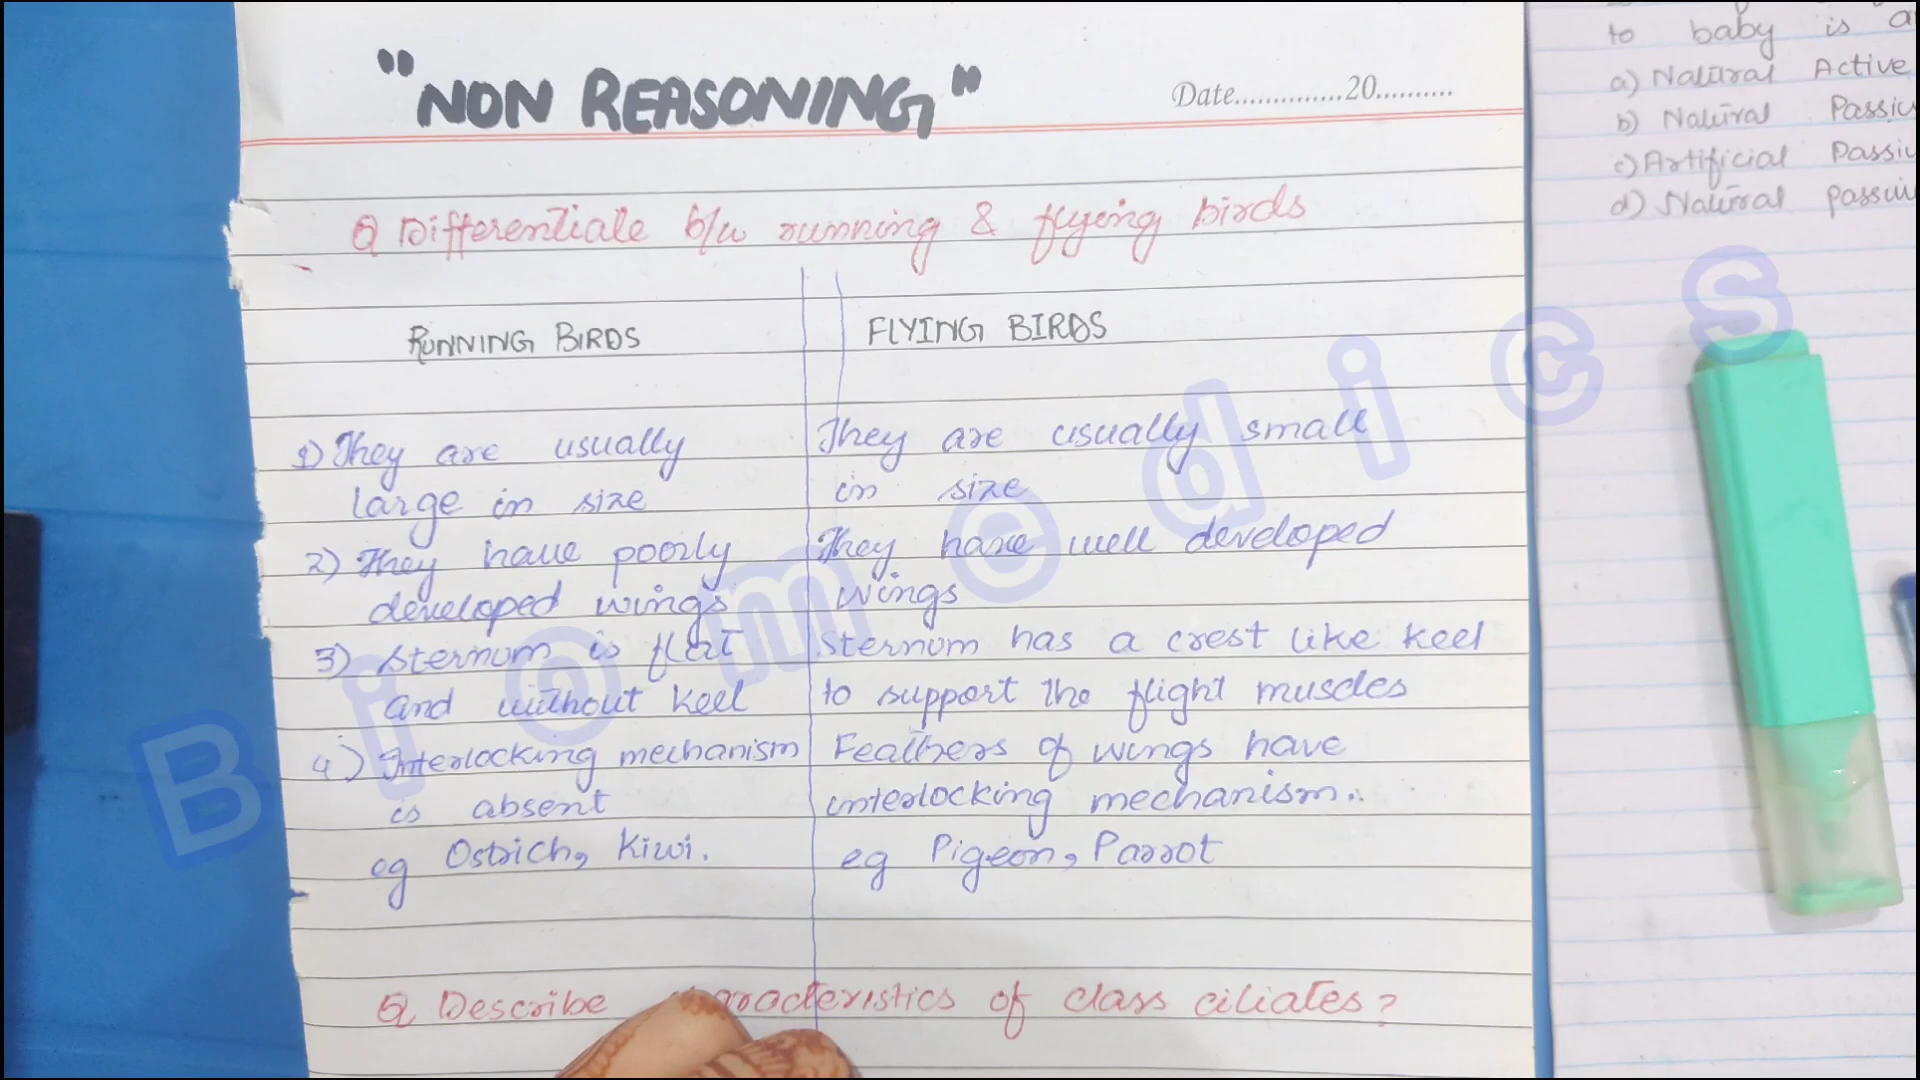 "NON REASONING"
Date..............20..........
Q Differentiate b/w running & flying birds
RUNNING BIRDS
FLYING BIRDS
1) They are usually
large in size
2) They have poorly
developed wings
3) Sternum is flat
and without keel
4) Interlocking mechanism
is absent
eg Ostrich, Kiwi.
They are usually small
in size
They have well developed
wings
Sternum has a crest like keel
to support the flight muscles
Feathers of wings have
interlocking mechanism.
eg Pigeon, Parrot
Q Describe characteristics of class ciliates?
to baby is
a) Natural Active
b) Natural
c) Artificial
d) Natural
Biomedics